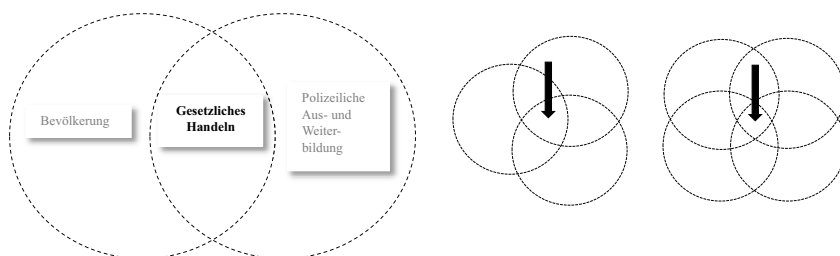 Bevölkerung
Gesetzliches
Handeln
Polizeiliche
Aus- und
Weiter-
bildung